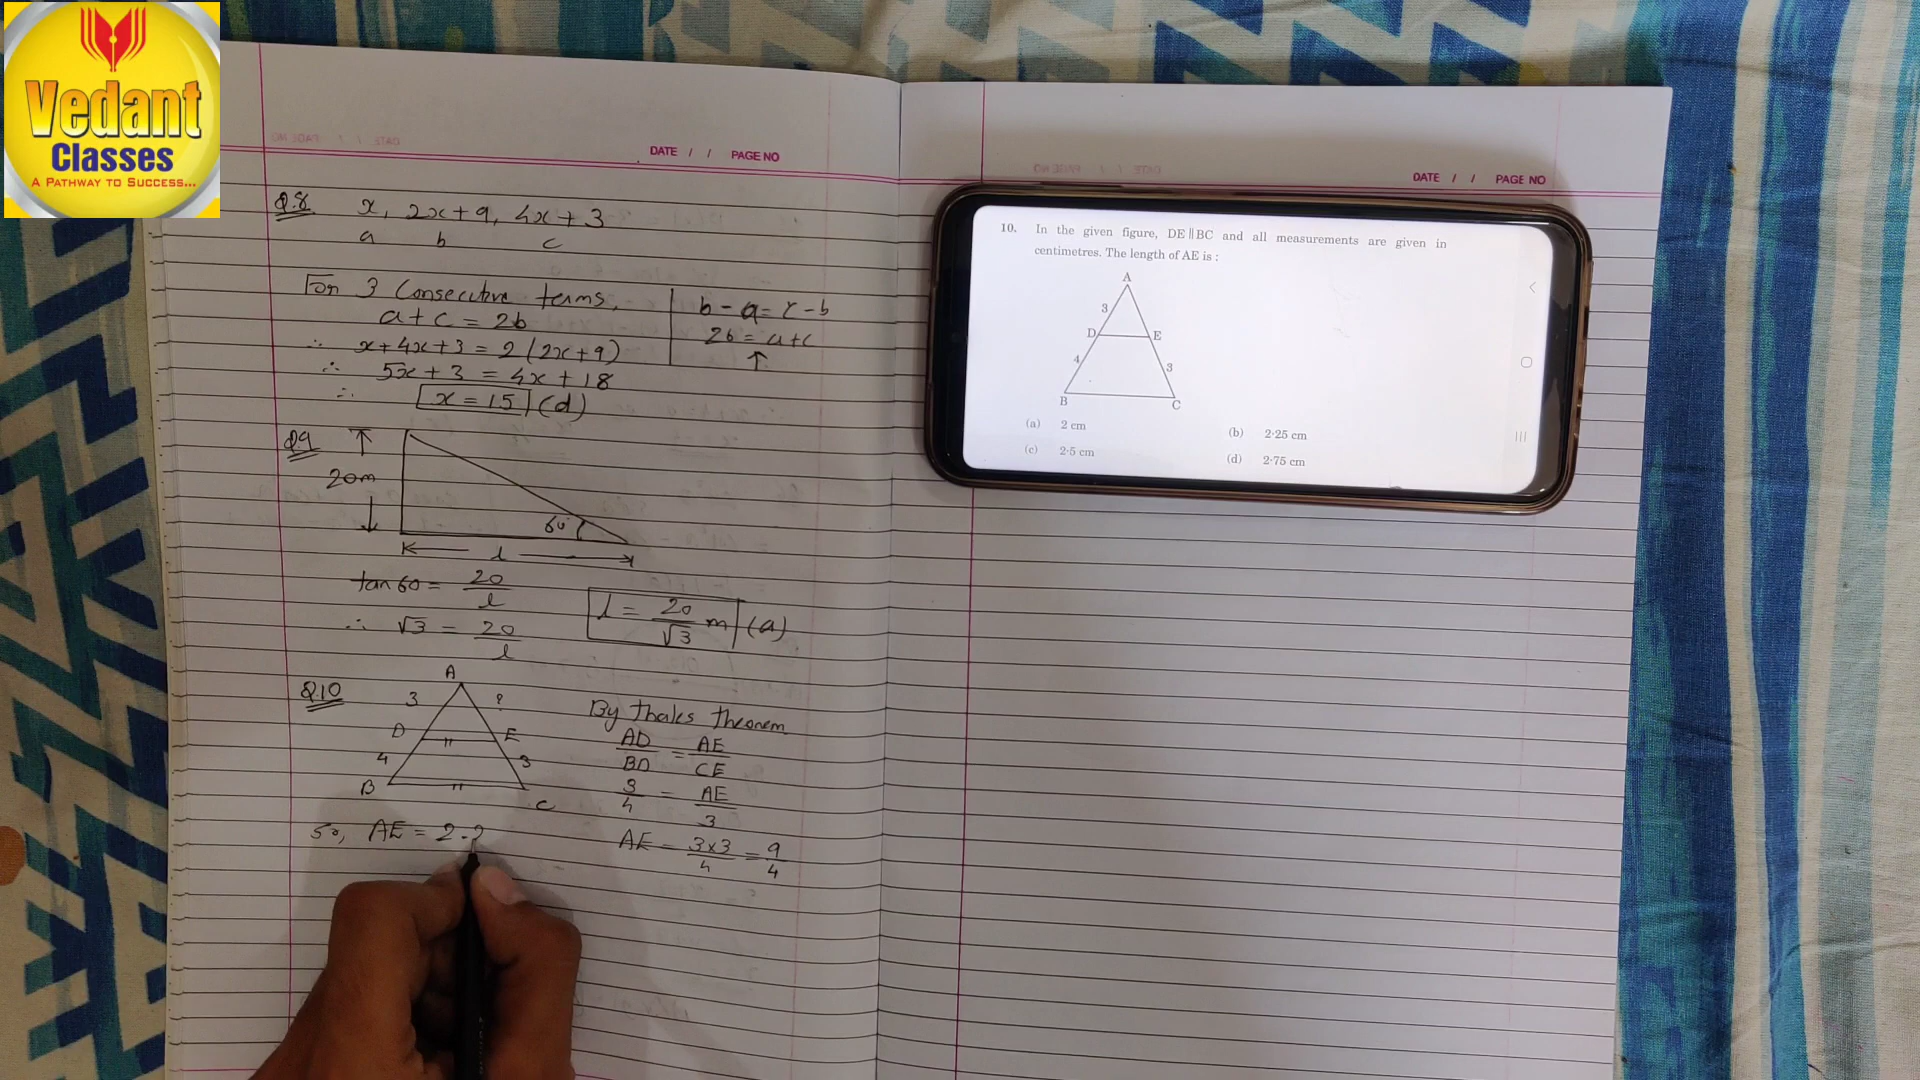 Vedant
Classes
A PATHWAY TO SUCCESS...
DATE / / PAGE NO
DATE / / PAGE NO
Q.8 x, 2x+9, 4x+3
a b c
For 3 Consecutive terms,
a+c = 2b
∴ x+4x+3 = 2(2x+9)
∴ 5x+3 = 4x+18
∴ x=15 (d)
b-a=c-b
2b=a+c
↑
Q.9
20m
60°
l
tan 60 = 20/l
∴ √3 = 20/l
l = 20/√3 m (a)
Q.10
A
3 ?
D E
4 3
B C
By Thales theorem
AD/BD = AE/CE
3/4 = AE/3
AE = 3x3/4 = 9/4
So, AE = 2.2
10. In the given figure, DE || BC and all measurements are given in
centimetres. The length of AE is :
A
3
D E
4 3
B C
(a) 2 cm (b) 2·25 cm
(c) 2·5 cm (d) 2·75 cm